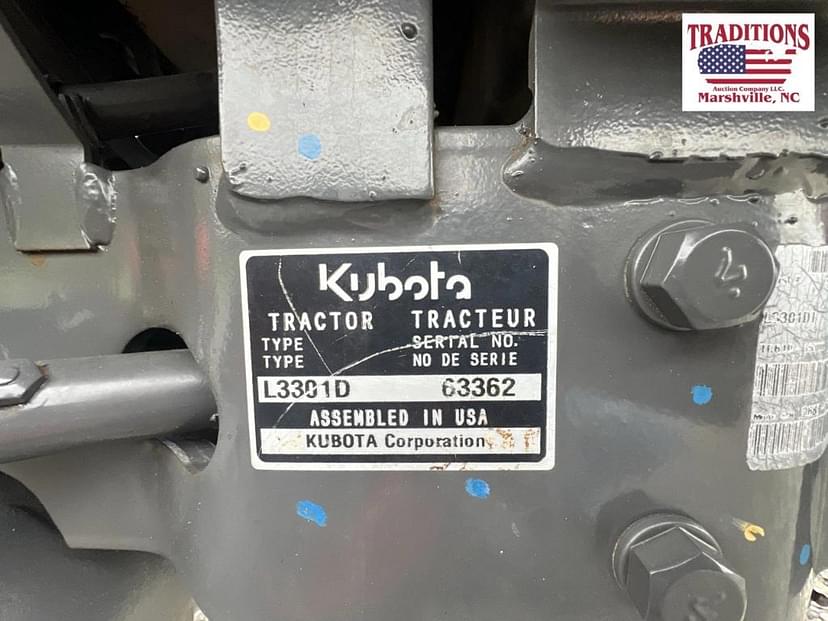 TRADITIONS
Auction Company LLC.
Marshville, NC
Kubota
TRACTOR TRACTEUR
TYPE SERIAL NO.
TYPE NO DE SERIE
L3301D 63362
ASSEMBLED IN USA
KUBOTA Corporation